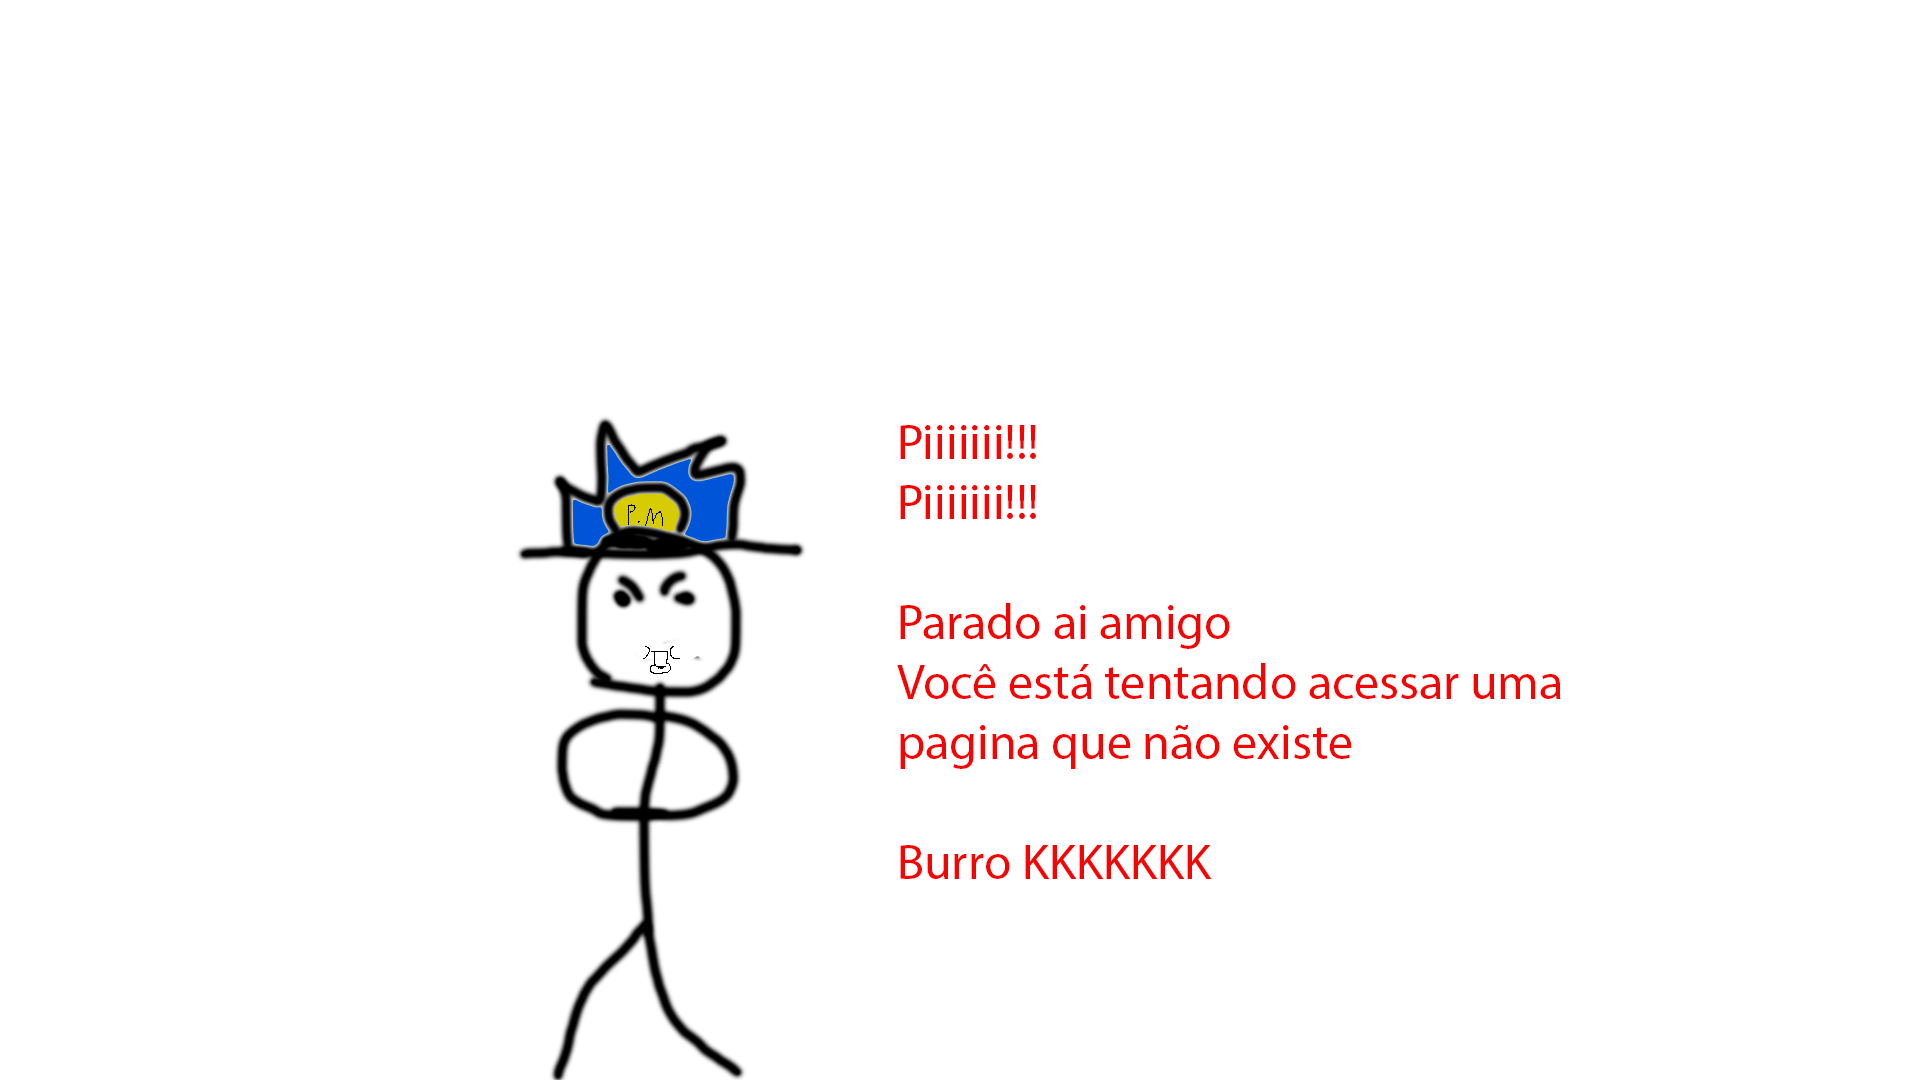 P.M
Piiiiiii!!!
Piiiiiii!!!
Parado ai amigo
Você está tentando acessar uma
pagina que não existe
Burro KKKKKKK